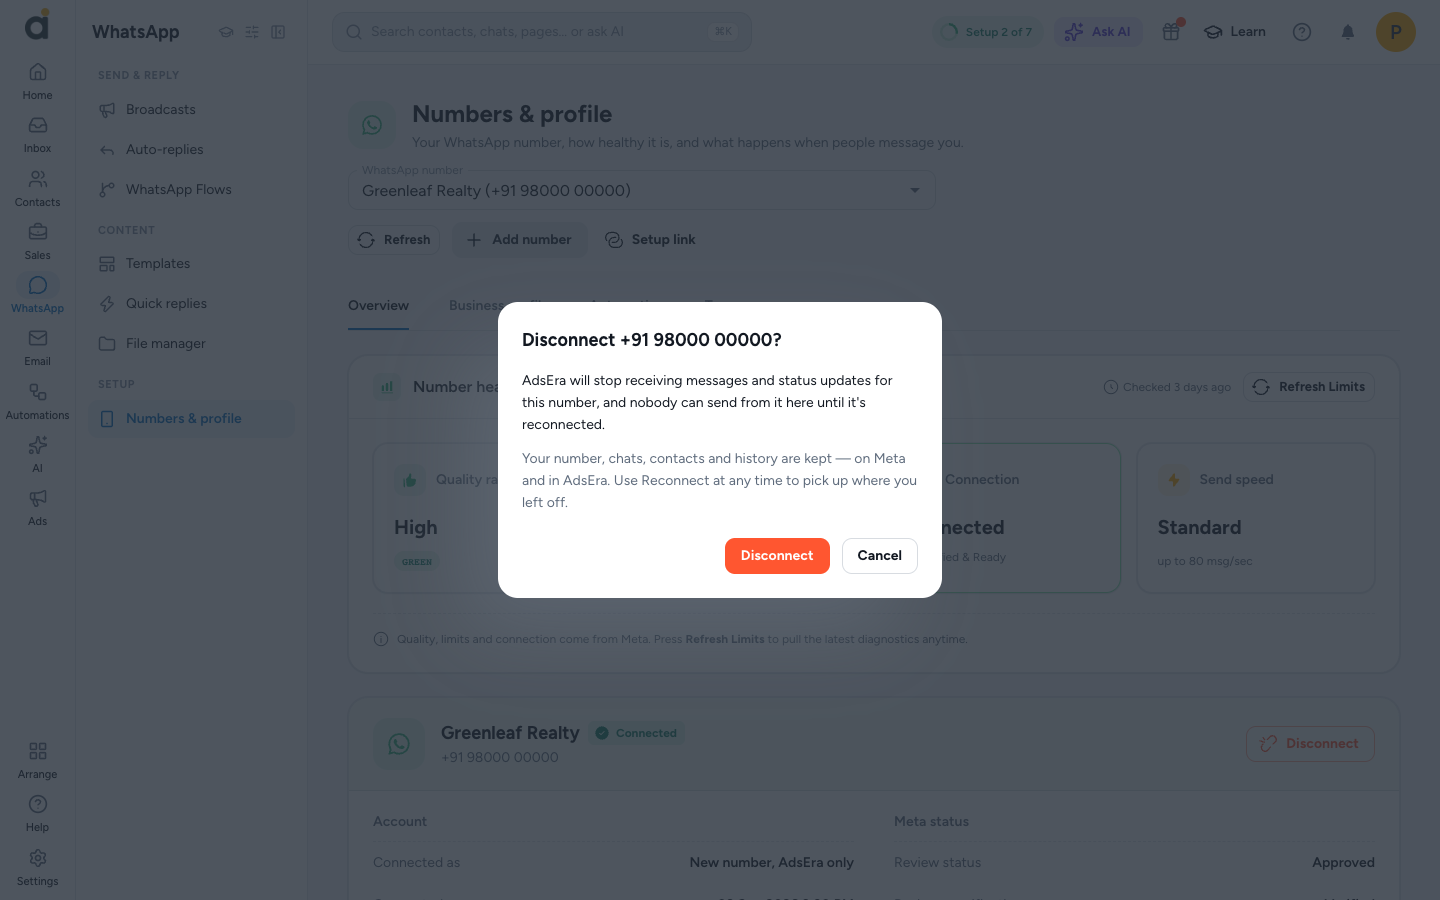 WhatsApp
Search contacts, chats, pages... or ask AI
⌘K
Setup 2 of 7
Ask AI
Learn
P
Home
Inbox
Contacts
Sales
WhatsApp
Email
Automations
AI
Ads
Arrange
Help
Settings
SEND & REPLY
Broadcasts
Auto-replies
WhatsApp Flows
CONTENT
Templates
Quick replies
File manager
SETUP
Numbers & profile
Numbers & profile
Your WhatsApp number, how healthy it is, and what happens when people message you.
WhatsApp number
Greenleaf Realty (+91 98000 00000)
Refresh
Add number
Setup link
Overview
Business
Number hea
Checked 3 days ago
Refresh Limits
Quality ra
High
GREEN
Connection
nected
ied & Ready
Send speed
Standard
up to 80 msg/sec
Quality, limits and connection come from Meta. Press Refresh Limits to pull the latest diagnostics anytime.
Disconnect +91 98000 00000?
AdsEra will stop receiving messages and status updates for
this number, and nobody can send from it here until it's
reconnected.
Your number, chats, contacts and history are kept — on Meta
and in AdsEra. Use Reconnect at any time to pick up where you
left off.
Disconnect
Cancel
Greenleaf Realty
Connected
+91 98000 00000
Disconnect
Account
Meta status
Connected as
New number, AdsEra only
Review status
Approved